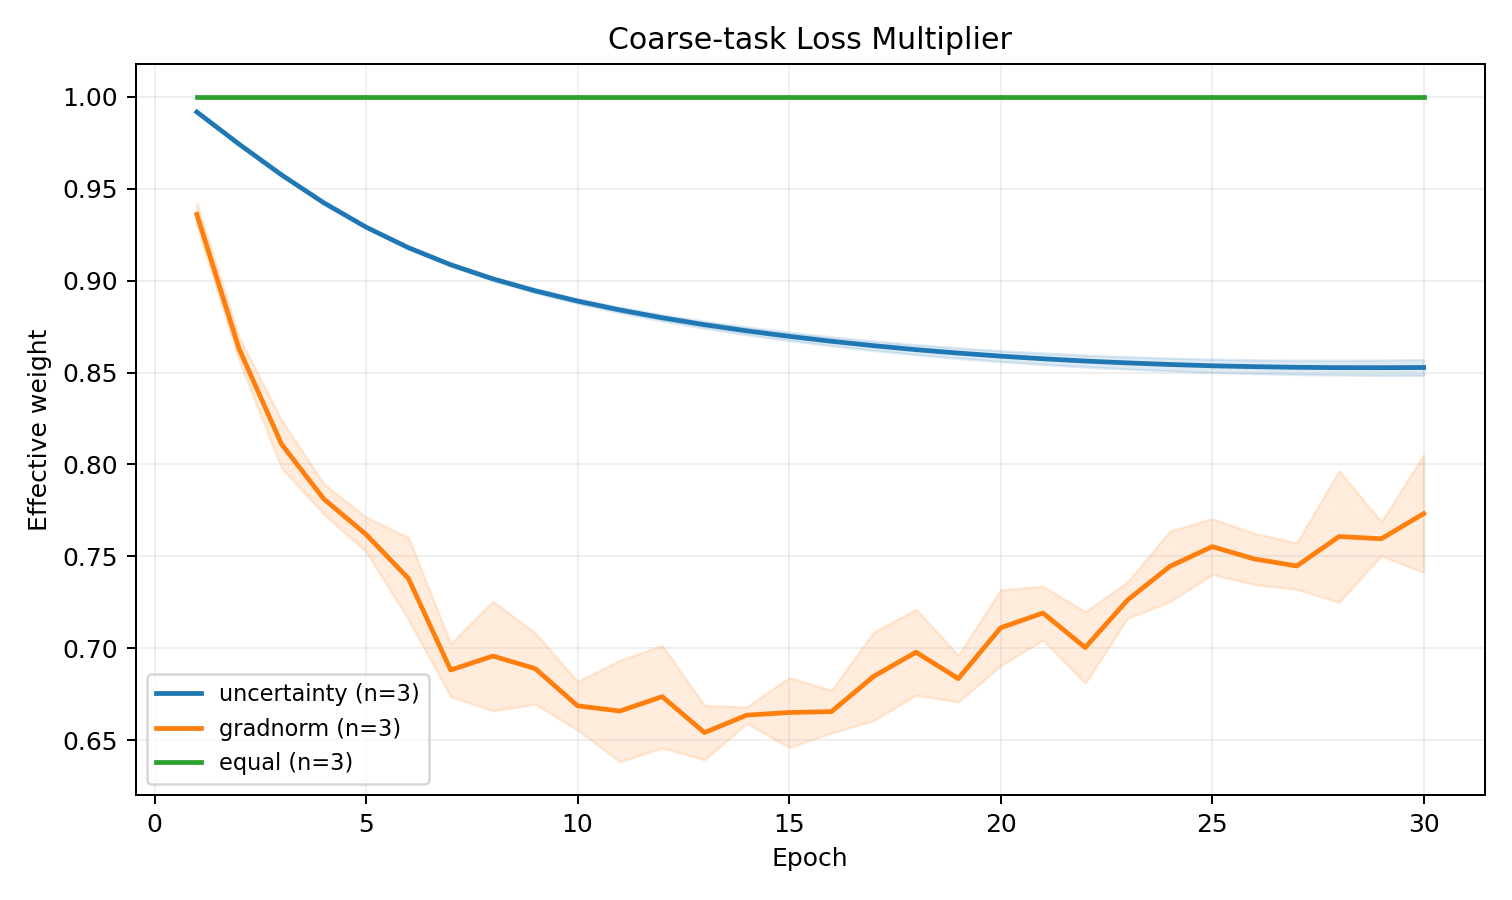 Coarse-task Loss Multiplier
Effective weight
1.00
0.95
0.90
0.85
0.80
0.75
0.70
0.65
uncertainty (n=3)
gradnorm (n=3)
equal (n=3)
0 5 10 15 20 25 30
Epoch